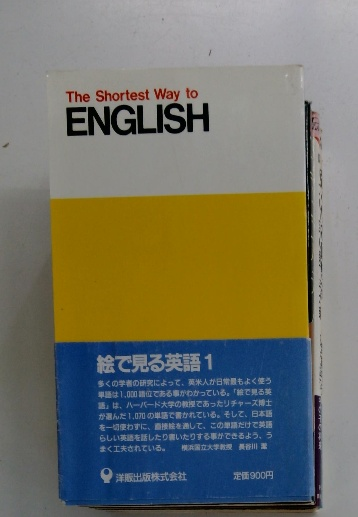 The Shortest Way to
ENGLISH
絵で見る英語 1
多くの学者の研究によって、英米人が日常最もよく使う
単語は1,000語位である事がわかっている。「絵で見る英
語」は、ハーバード大学の教授であったリチャーズ博士
が選んだ1,070の単語で書かれている。そして、日本語
を一切使わずに、直接絵を通して、この単語だけで英語
らしい英語を話したり書いたりする事ができるよう、う
まく工夫されている。 横浜国立大学教授 長谷川 潔
洋販出版株式会社 定価900円